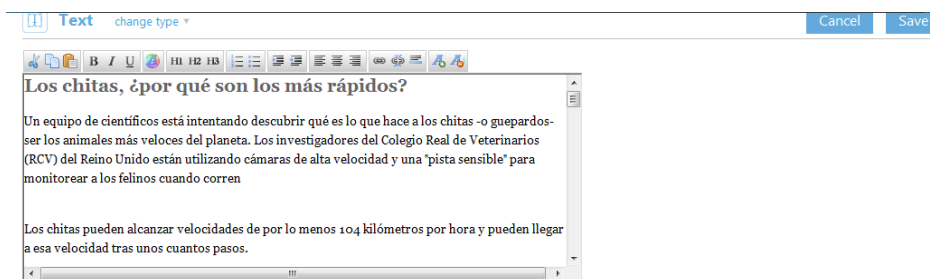 Text change type
Cancel Save
B I U H1 H2 H3
Los chitas, ¿por qué son los más rápidos?
Un equipo de científicos está intentando descubrir qué es lo que hace a los chitas -o guepardos-
ser los animales más veloces del planeta. Los investigadores del Colegio Real de Veterinarios
(RCV) del Reino Unido están utilizando cámaras de alta velocidad y una "pista sensible" para
monitorear a los felinos cuando corren
Los chitas pueden alcanzar velocidades de por lo menos 104 kilómetros por hora y pueden llegar
a esa velocidad tras unos cuantos pasos.